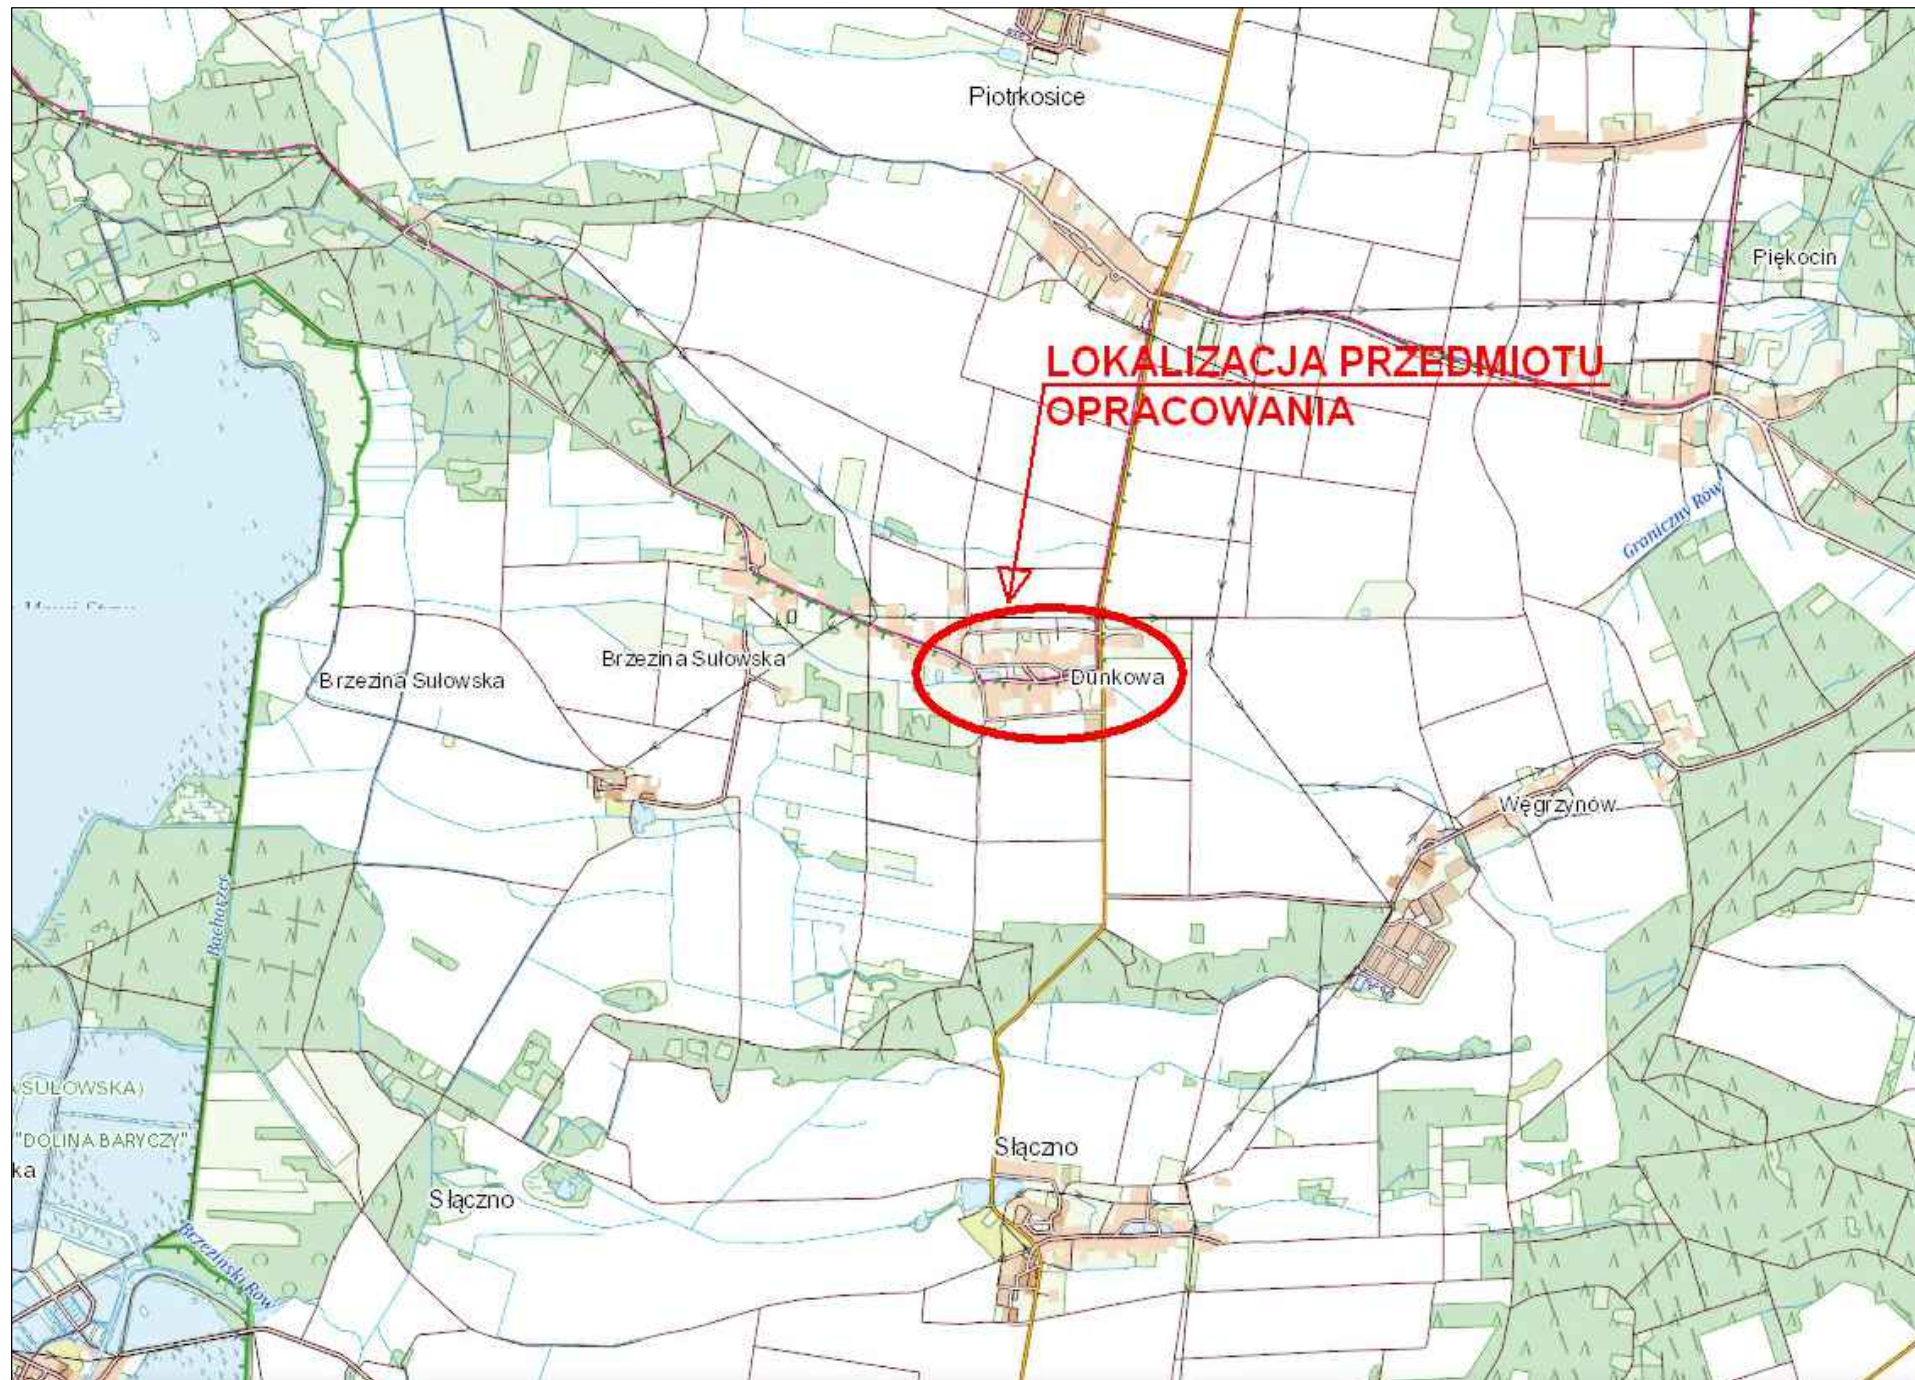 Piotrkosice
Piękocin
LOKALIZACJA PRZEDMIOTU
OPRACOWANIA
Graniczny Rów
Brzezina Sułowska
Brzezina Sułowska
Dunkowa
Węgrzynów
Bachorzec
SUŁOWSKA)
"DOLINA BARYCZY"
ka
Słączno
Słączno
Brzeziński Rów